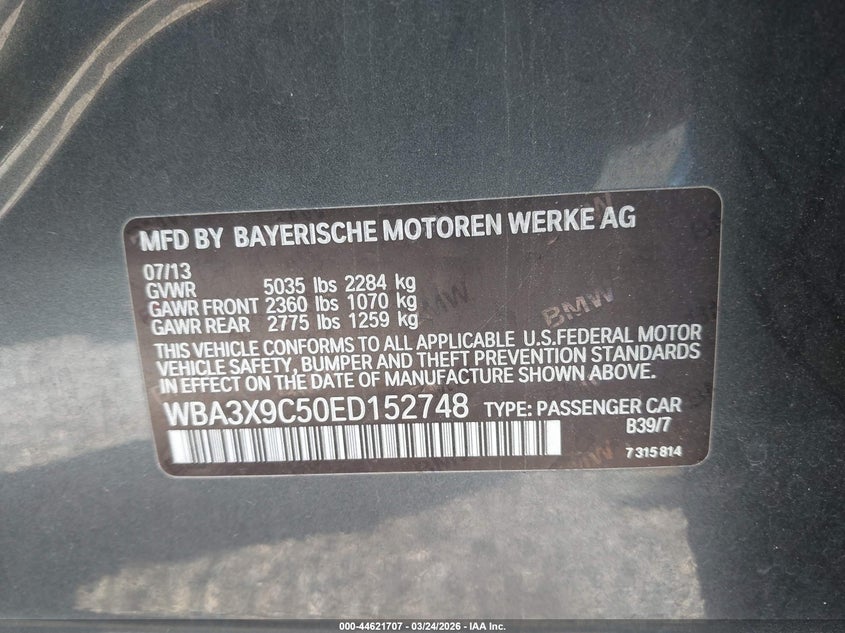 MFD BY BAYERISCHE MOTOREN WERKE AG
07/13
GVWR 5035 lbs 2284 kg
GAWR FRONT 2360 lbs 1070 kg
GAWR REAR 2775 lbs 1259 kg
THIS VEHICLE CONFORMS TO ALL APPLICABLE U.S.FEDERAL MOTOR
VEHICLE SAFETY, BUMPER AND THEFT PREVENTION STANDARDS
IN EFFECT ON THE DATE OF MANUFACTURE SHOWN ABOVE.
WBA3X9C50ED152748 TYPE: PASSENGER CAR
B39/7
7 315 814
BMW
BMW
BMW
000-44621707 - 03/24/2026 - IAA Inc.